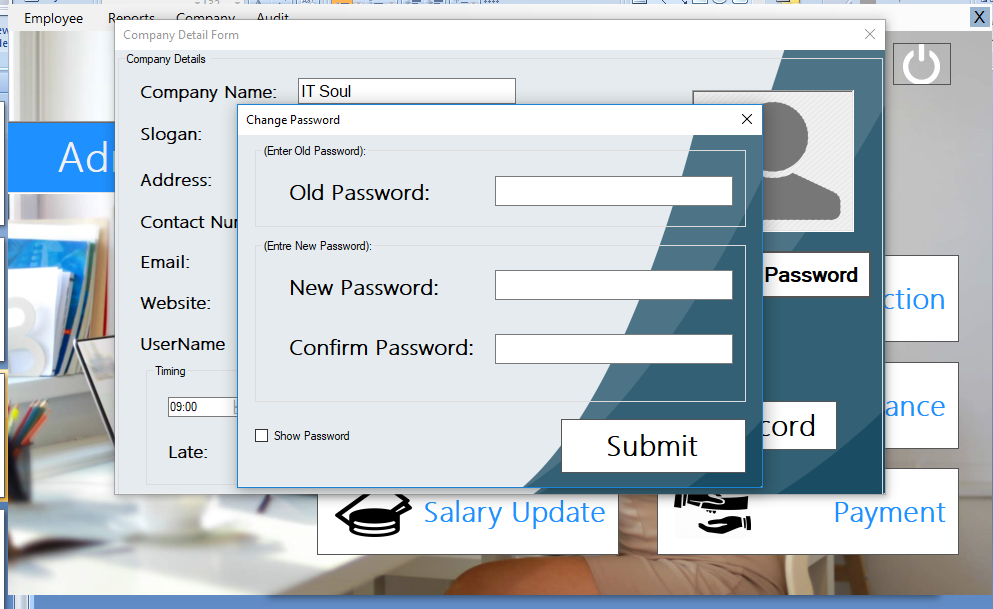 Employee Reports Company Audit X
Company Detail Form
Company Details
Company Name: IT Soul
Change Password
Slogan:
(Enter Old Password):
Old Password:
Address:
Contact Nur
(Entre New Password):
Email:
New Password:
Password
ction
Website:
UserName
Confirm Password:
Timing
09:00
ance
cord
Show Password
Submit
Late:
Salary Update
Payment